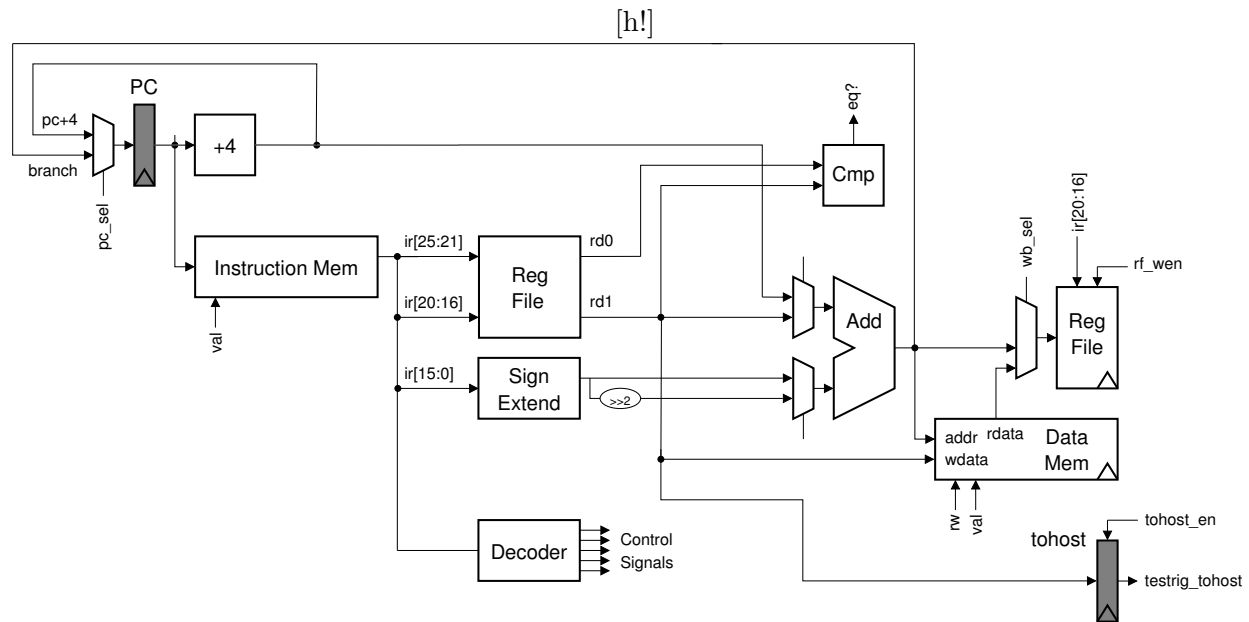 [h!]
PC
eq?
pc+4
+4
branch
Cmp
pc_sel
ir[20:16]
ir[25:21]
rd0
wb_sel
rf_wen
Instruction Mem
Reg
File
ir[20:16]
rd1
Add
Reg
File
val
ir[15:0]
Sign
Extend
>>2
addr
rdata
Data
Mem
wdata
rw
val
tohost_en
Decoder
Control
Signals
tohost
testrig_tohost